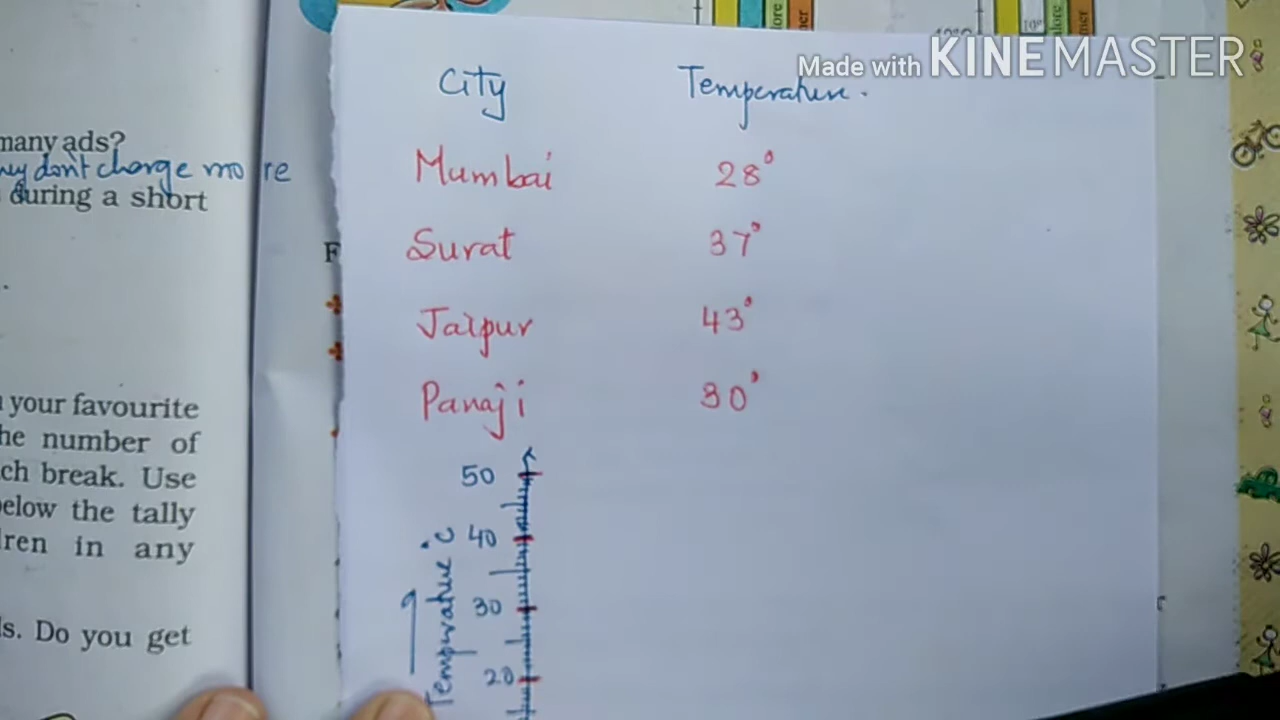 Made with KINEMASTER
City Temperature.
Mumbai 28°
Surat 37°
Jaipur 43°
Panaji 30°
50
40
30
20
Temperature °C
many ads?
they don't charge more
during a short
your favourite
the number of
break. Use
below the tally
in any
Do you get